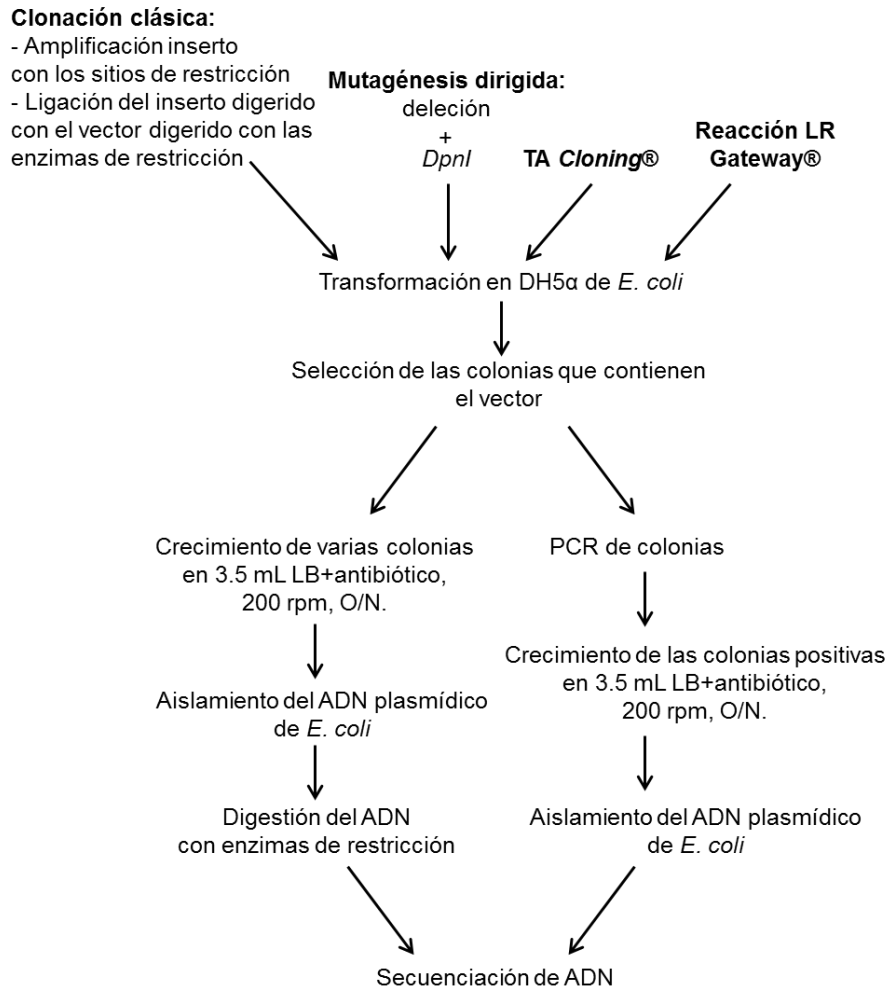 Clonación clásica:
- Amplificación inserto
con los sitios de restricción
- Ligación del inserto digerido
con el vector digerido con las
enzimas de restricción
Mutagénesis dirigida:
deleción
+
DpnI
TA Cloning®
Reacción LR
Gateway®
Transformación en DH5α de E. coli
Selección de las colonias que contienen
el vector
Crecimiento de varias colonias
en 3.5 mL LB+antibiótico,
200 rpm, O/N.
Aislamiento del ADN plasmídico
de E. coli
Digestión del ADN
con enzimas de restricción
PCR de colonias
Crecimiento de las colonias positivas
en 3.5 mL LB+antibiótico,
200 rpm, O/N.
Aislamiento del ADN plasmídico
de E. coli
Secuenciación de ADN